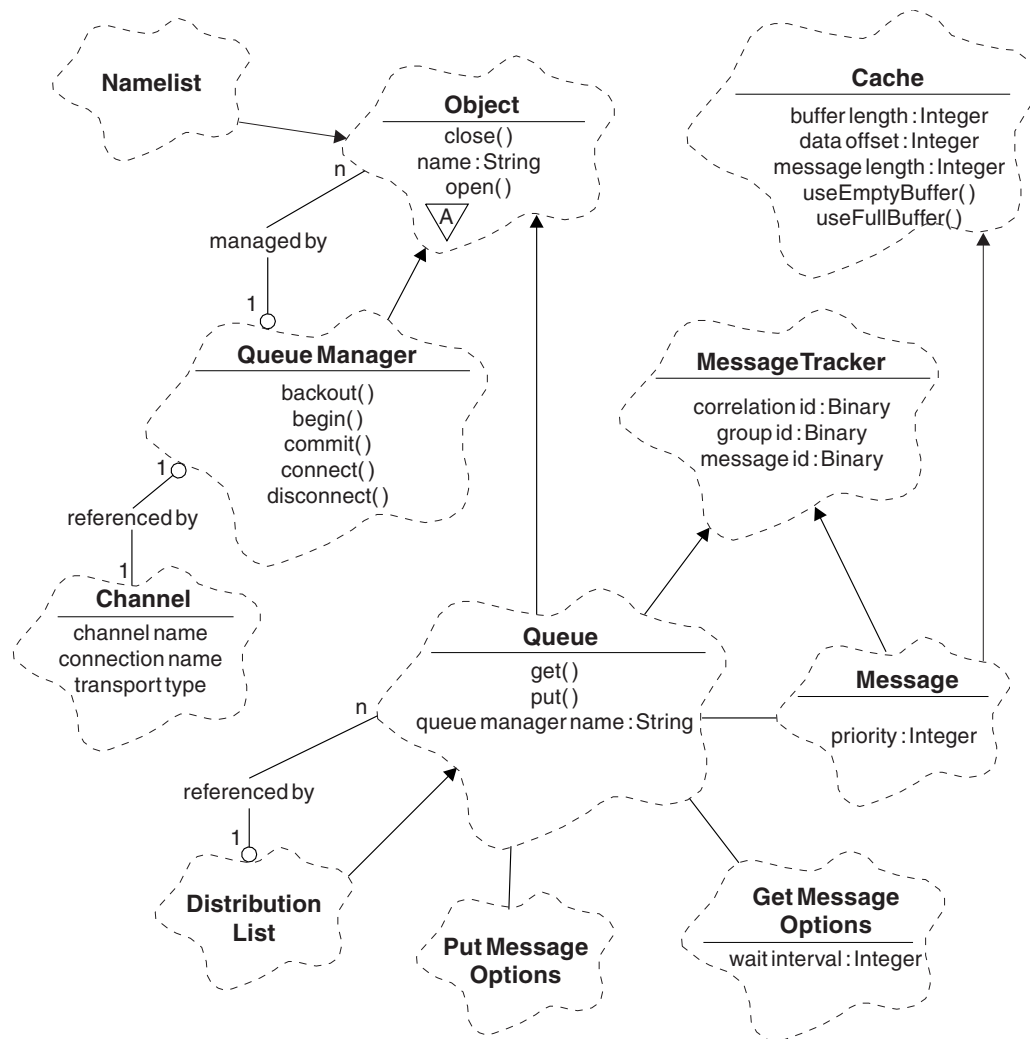 Namelist
Object
close()
name : String
open()
A
Cache
buffer length : Integer
data offset : Integer
message length : Integer
useEmptyBuffer()
useFullBuffer()
n
managed by
1
Queue Manager
backout()
begin()
commit()
connect()
disconnect()
Message Tracker
correlation id : Binary
group id : Binary
message id : Binary
1
referenced by
1
Channel
channel name
connection name
transport type
Queue
get()
put()
queue manager name : String
Message
priority : Integer
n
referenced by
1
Distribution
List
Put Message
Options
Get Message
Options
wait interval : Integer